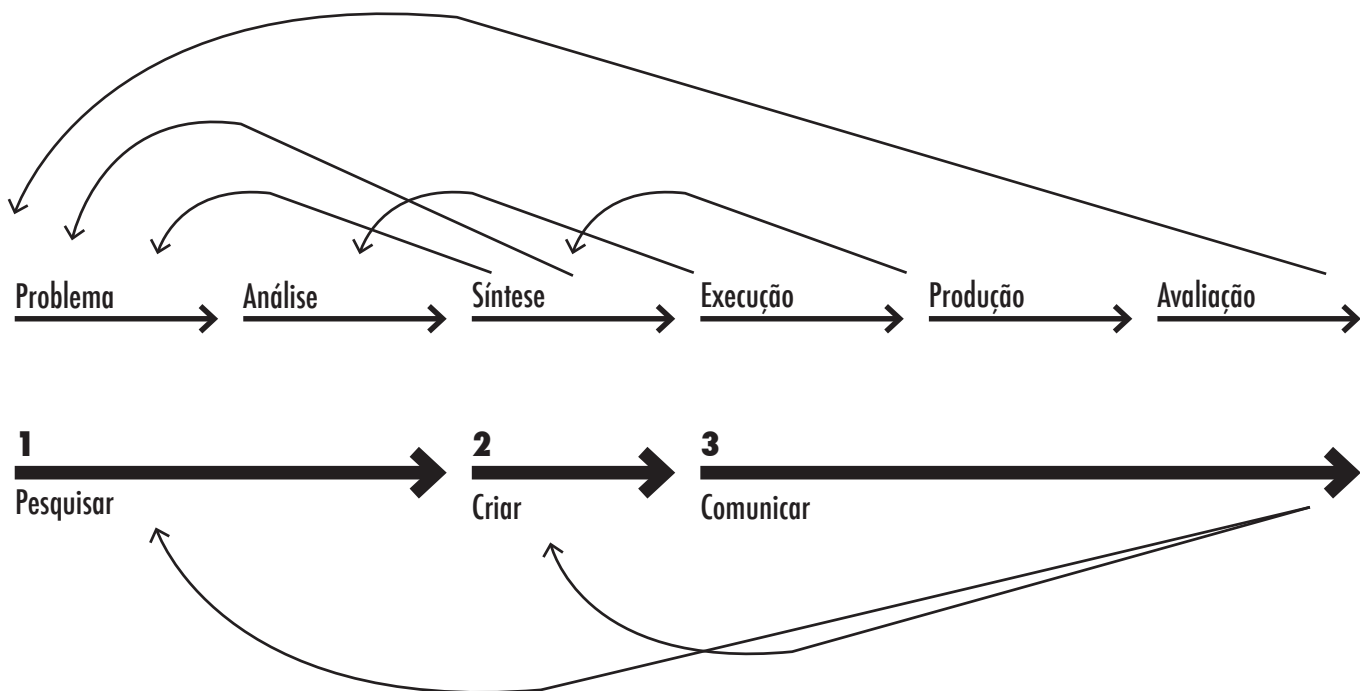 Problema Análise Síntese Execução Produção Avaliação
1 2 3
Pesquisar Criar Comunicar